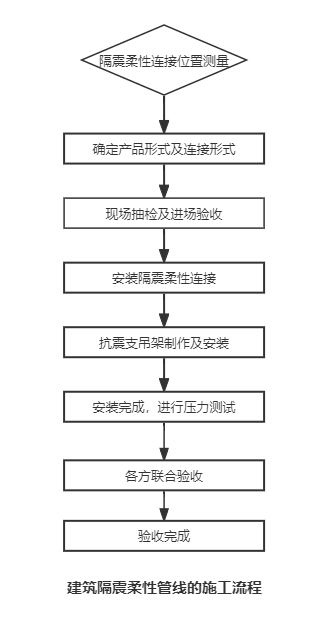 隔震柔性连接位置测量
确定产品形式及连接形式
现场抽检及进场验收
安装隔震柔性连接
抗震支吊架制作及安装
安装完成，进行压力测试
各方联合验收
验收完成
建筑隔震柔性管线的施工流程